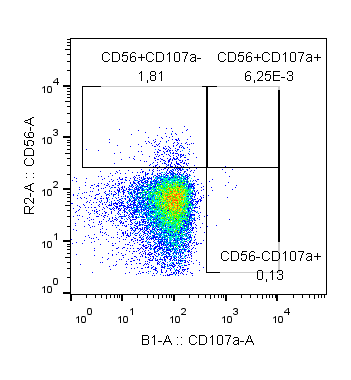 CD56+CD107a- CD56+CD107a+
1,81 6,25E-3
10^4
10^3
10^2
10^1
10^0
R2-A :: CD56-A
CD56-CD107a+
0,13
10^0 10^1 10^2 10^3 10^4
B1-A :: CD107a-A